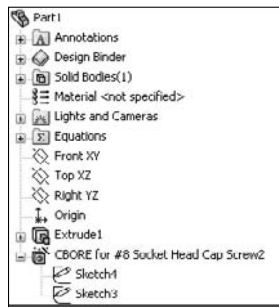 Part1
Annotations
Design Binder
Solid Bodies(1)
Material <not specified>
Lights and Cameras
Equations
Front XY
Top XZ
Right YZ
Origin
Extrude1
CBORE for #8 Socket Head Cap Screw2
Sketch4
Sketch3